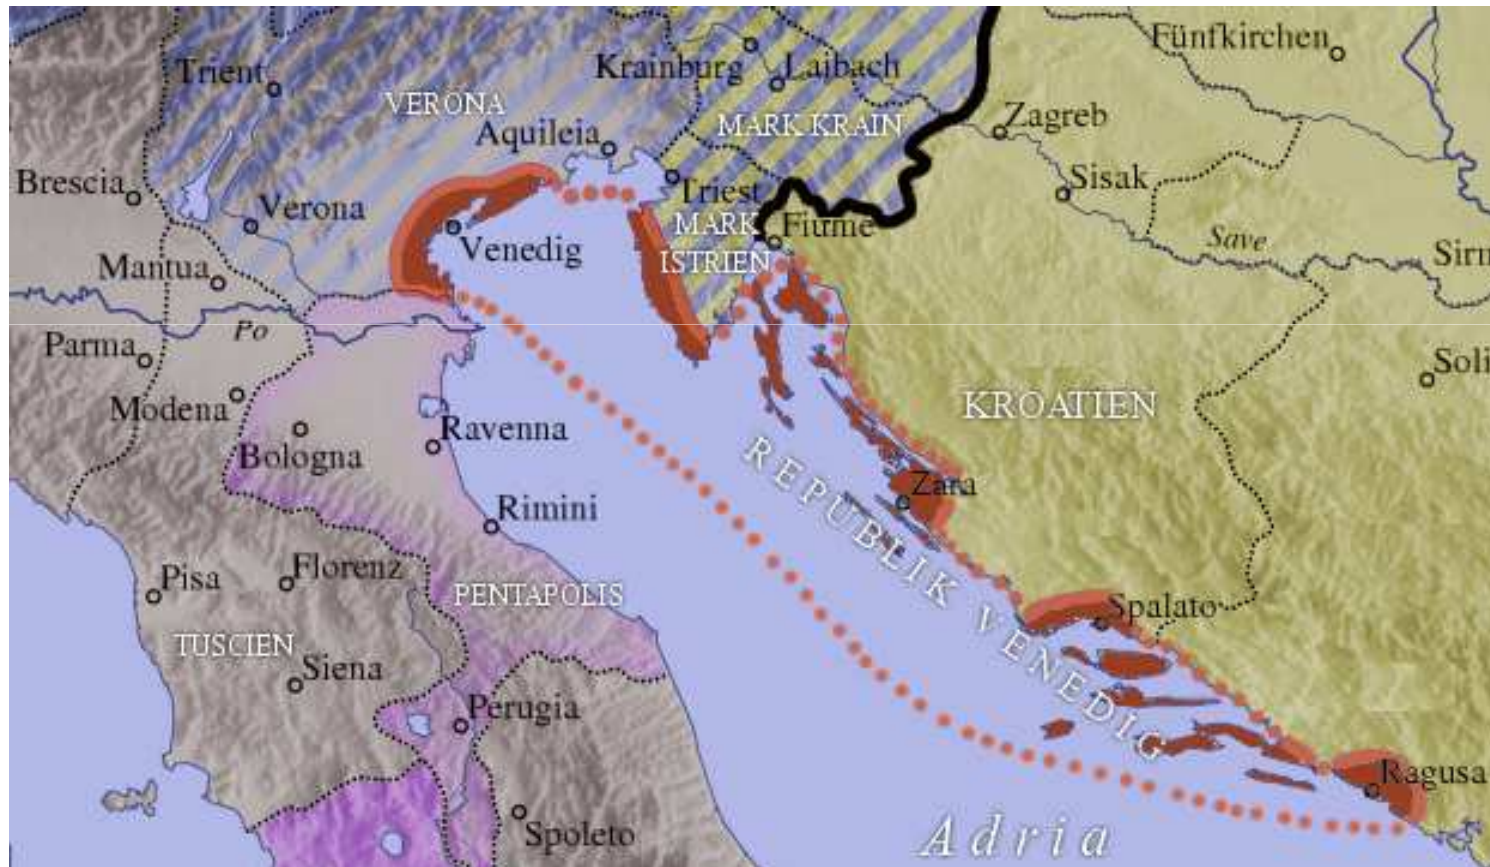 Fünfkirchen
Krainburg
Laibach
Trient
VERONA
Zagreb
MARK KRAIN
Aquileia
Brescia
Triest
Sisak
Verona
MARK
ISTRIEN
Fiume
Venedig
Save
Mantua
Sirm
Po
Parma
Soli
Modena
KROATIEN
Ravenna
Bologna
Zara
REPUBLIK VENEDIG
Rimini
Pisa
Florenz
PENTAPOLIS
Spalato
TUSCIEN
Siena
Perugia
Ragusa
Spoleto
Adria